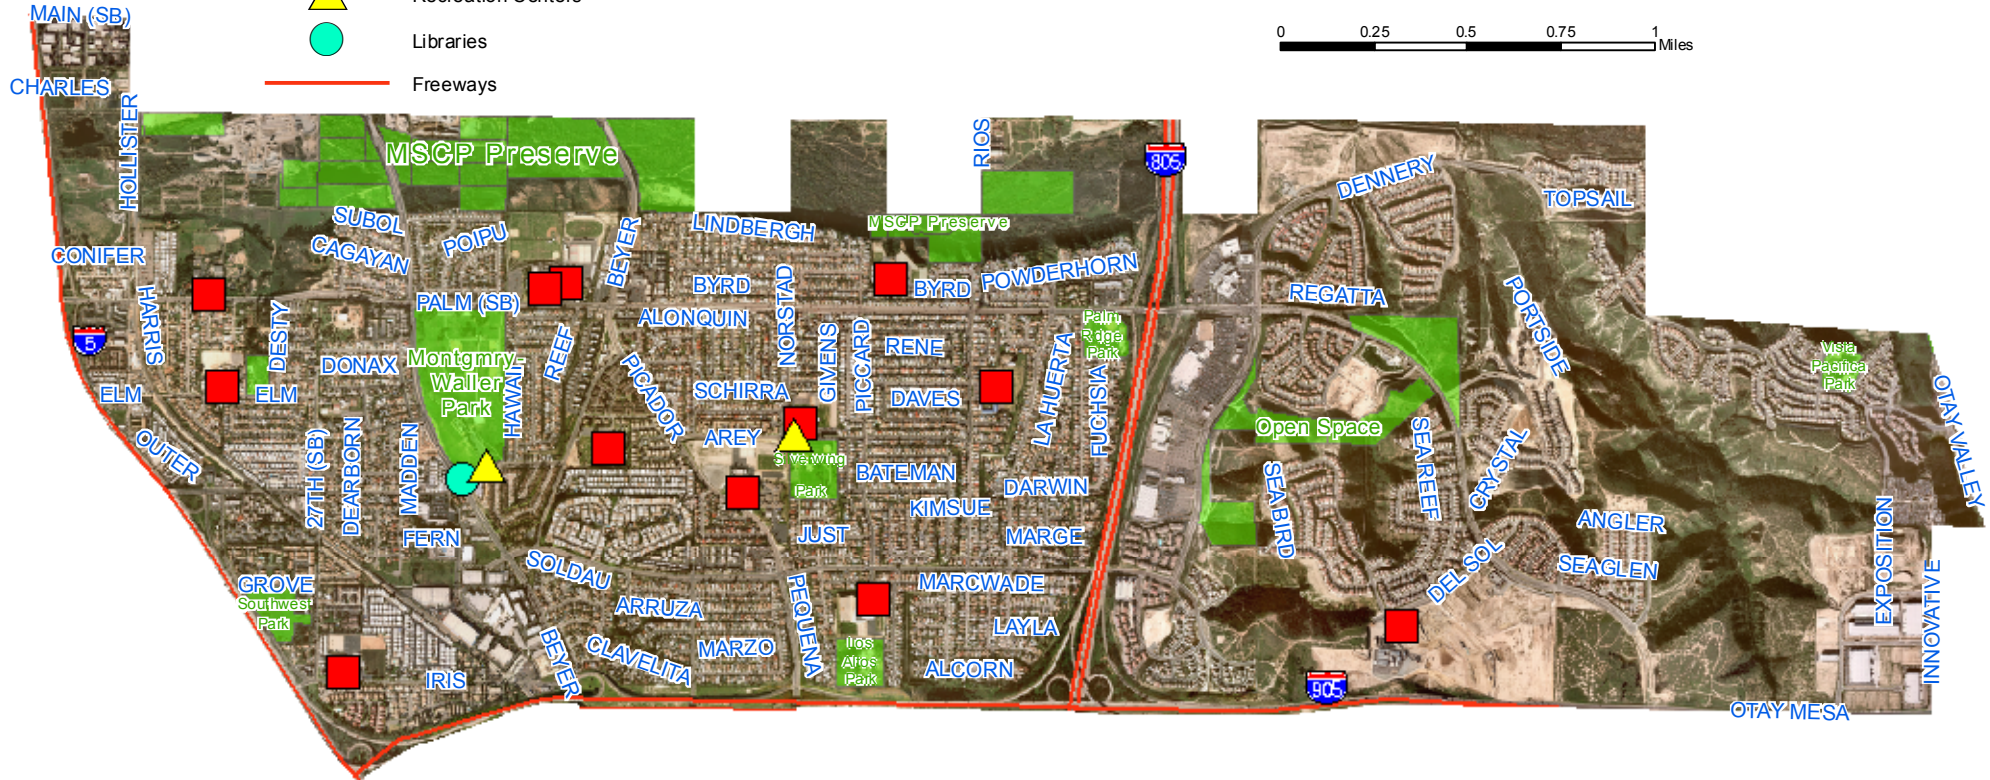 MAIN (SB)
Recreation Centers
Libraries
Freeways
0 0.25 0.5 0.75 1
Miles
CHARLES
HOLLISTER
RIOS
805
MSCP Preserve
DENNERY
TOPSAIL
SUBOL
POIPU
BEYER
LINDBERGH
MSCP Preserve
CONIFER
CAGAYAN
BYRD
NORSTAD
BYRD
POWDERHORN
REGATTA
PORTSIDE
HARRIS
PALM (SB)
ALONQUIN
Palm
Ridge
Park
5
DESTY
DONAX
Montgmry-
Waller
Park
HAWAII
REEF
PICADOR
GIVENS
PICCARD
RENE
LAHUERTA
FUCHSIA
Vista
Pacifica
Park
OTAY VALLEY
ELM
ELM
SCHIRRA
DAVES
OUTER
27TH (SB)
DEARBORN
MADDEN
AREY
Silverwing
Park
BATEMAN
DARWIN
KIMSUE
Open Space
SEABIRD
SEA REEF
CRYSTAL
FERN
JUST
MARGE
ANGLER
EXPOSITION
GROVE
Southwest
Park
SOLDAU
ARRUZA
PEQUENA
MARCWADE
DEL SOL
SEAGLEN
INNOVATIVE
BEYER
CLAVELITA
MARZO
Los
Altos
Park
LAYLA
ALCORN
IRIS
905
OTAY MESA